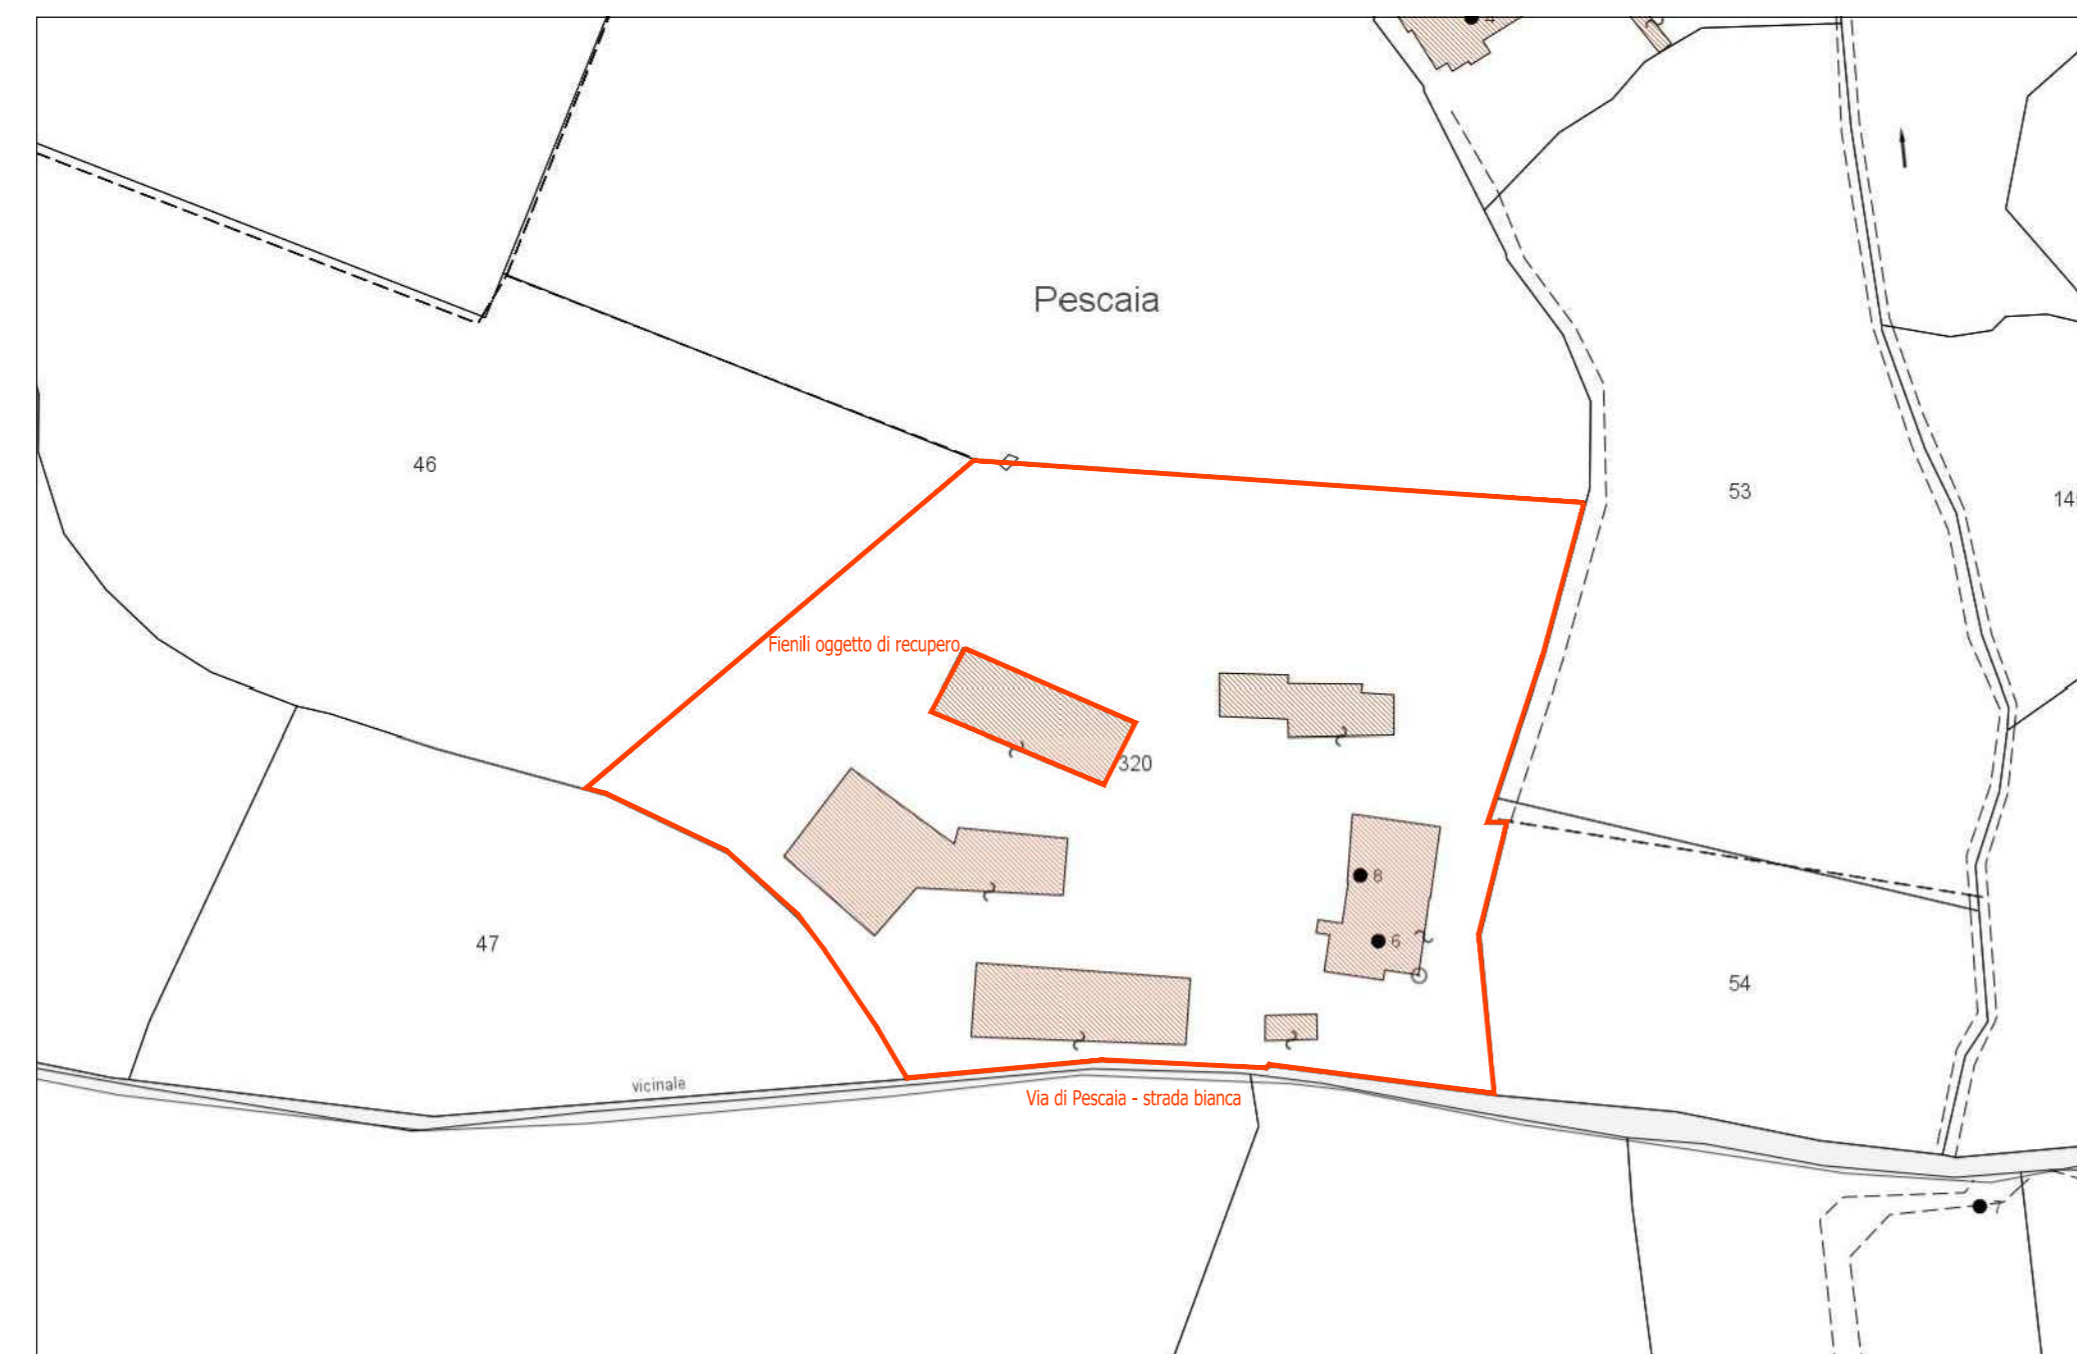 4
Pescaia
46
53
Fienili oggetto di recupero
320
8
6
47
54
vicinale
Via di Pescaia - strada bianca
7